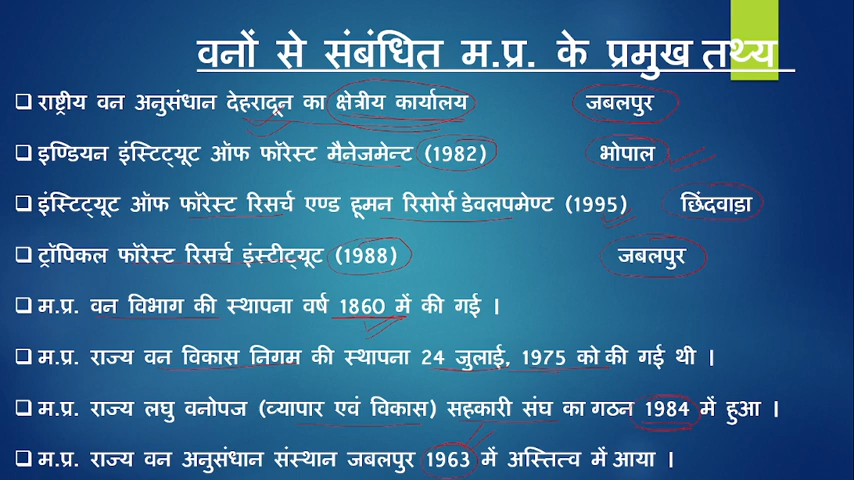 वनों से संबंधित म.प्र. के प्रमुख तथ्य
❑ राष्ट्रीय वन अनुसंधान देहरादून का क्षेत्रीय कार्यालय जबलपुर
❑ इण्डियन इंस्टिट्यूट ऑफ फॉरेस्ट मैनेजमेन्ट (1982) भोपाल
❑ इंस्टिट्यूट ऑफ फॉरेस्ट रिसर्च एण्ड हूमन रिसोर्स डेवलपमेण्ट (1995) छिंदवाड़ा
❑ ट्रॉपिकल फॉरेस्ट रिसर्च इंस्टीट्यूट (1988) जबलपुर
❑ म.प्र. वन विभाग की स्थापना वर्ष 1860 में की गई ।
❑ म.प्र. राज्य वन विकास निगम की स्थापना 24 जुलाई, 1975 को की गई थी ।
❑ म.प्र. राज्य लघु वनोपज (व्यापार एवं विकास) सहकारी संघ का गठन 1984 में हुआ ।
❑ म.प्र. राज्य वन अनुसंधान संस्थान जबलपुर 1963 में अस्तित्व में आया ।